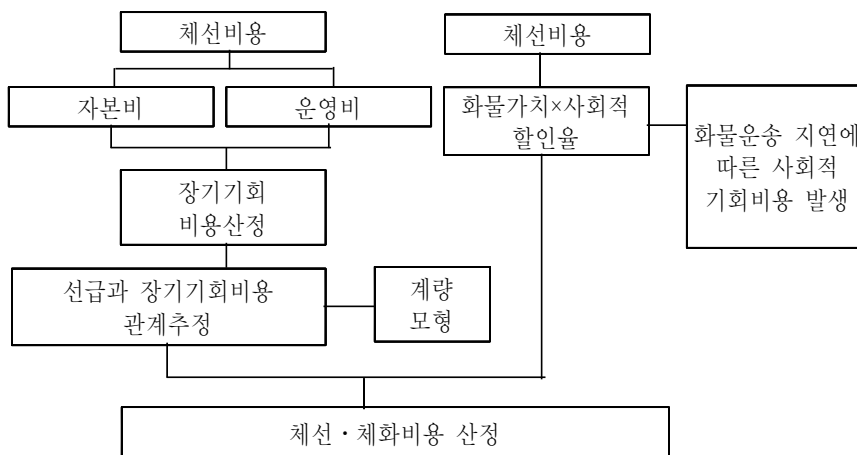 체선비용
체선비용
자본비
운영비
화물가치×사회적
할인율
화물운송 지연에
따른 사회적
기회비용 발생
장기기회
비용산정
선급과 장기기회비용
관계추정
계량
모형
체선・체화비용 산정